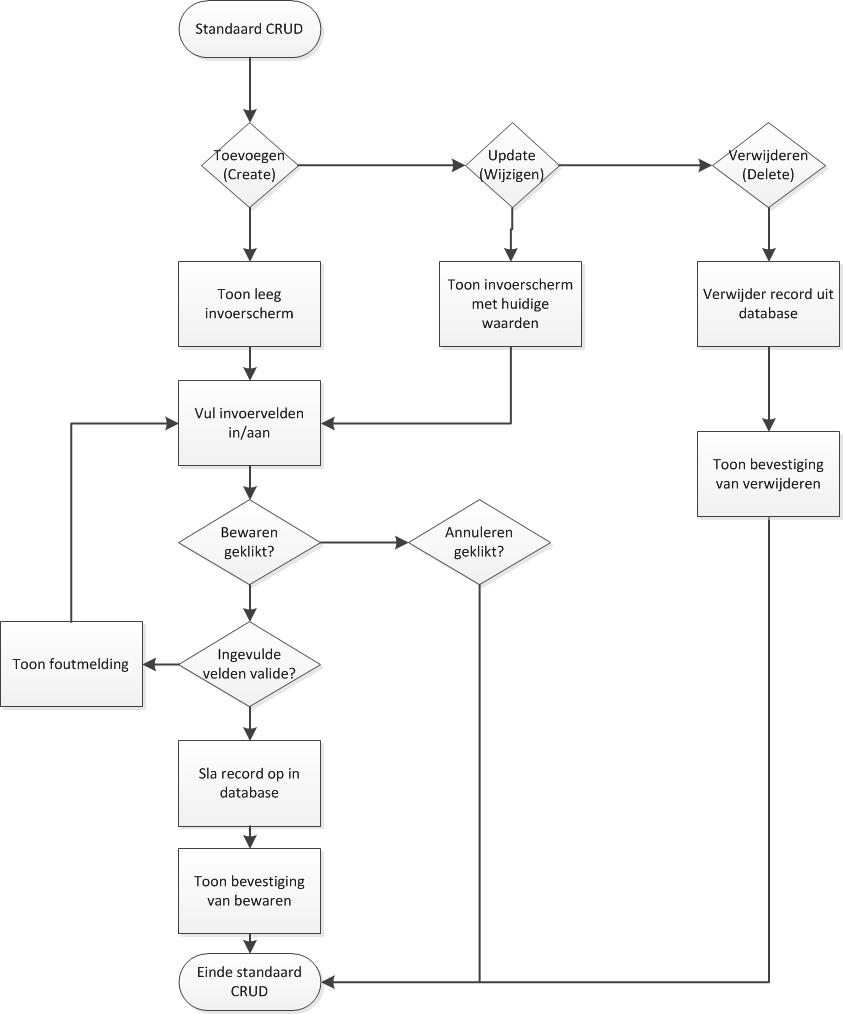 Standaard CRUD
Toevoegen
(Create)
Update
(Wijzigen)
Verwijderen
(Delete)
Toon leeg
invoerscherm
Toon invoerscherm
met huidige
waarden
Verwijder record uit
database
Vul invoervelden
in/aan
Toon bevestiging
van verwijderen
Bewaren
geklikt?
Annuleren
geklikt?
Toon foutmelding
Ingevulde
velden valide?
Sla record op in
database
Toon bevestiging
van bewaren
Einde standaard
CRUD